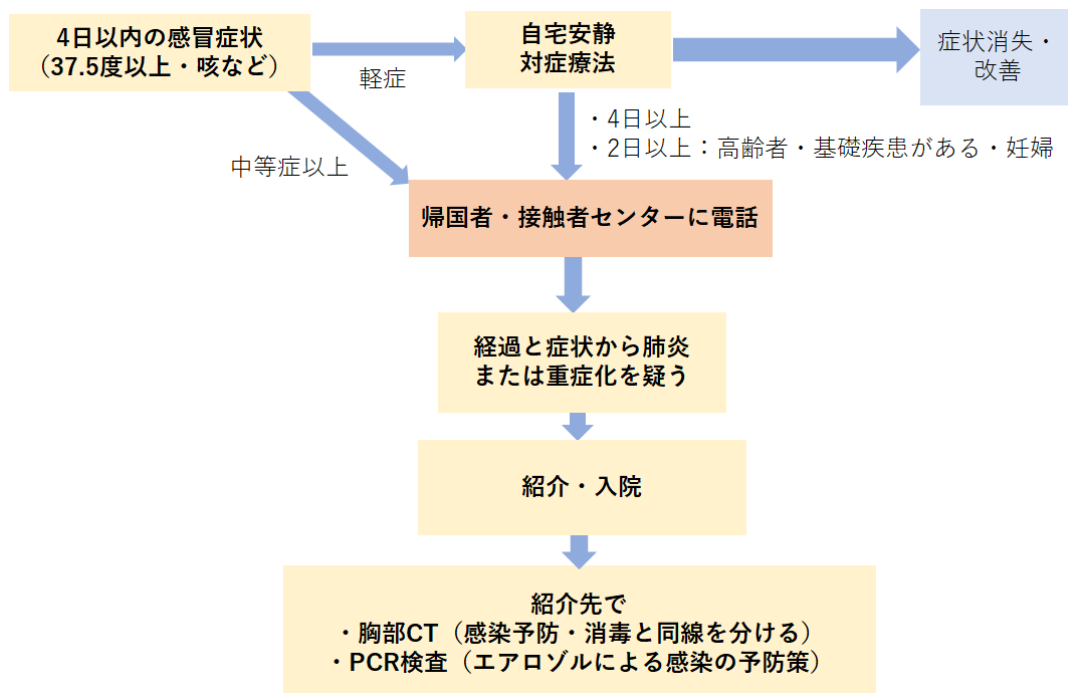 4日以内の感冒症状
（37.5度以上・咳など）
軽症
自宅安静
対症療法
症状消失・
改善
中等症以上
・4日以上
・2日以上：高齢者・基礎疾患がある・妊婦
帰国者・接触者センターに電話
経過と症状から肺炎
または重症化を疑う
紹介・入院
紹介先で
・胸部CT（感染予防・消毒と同線を分ける）
・PCR検査（エアロゾルによる感染の予防策）